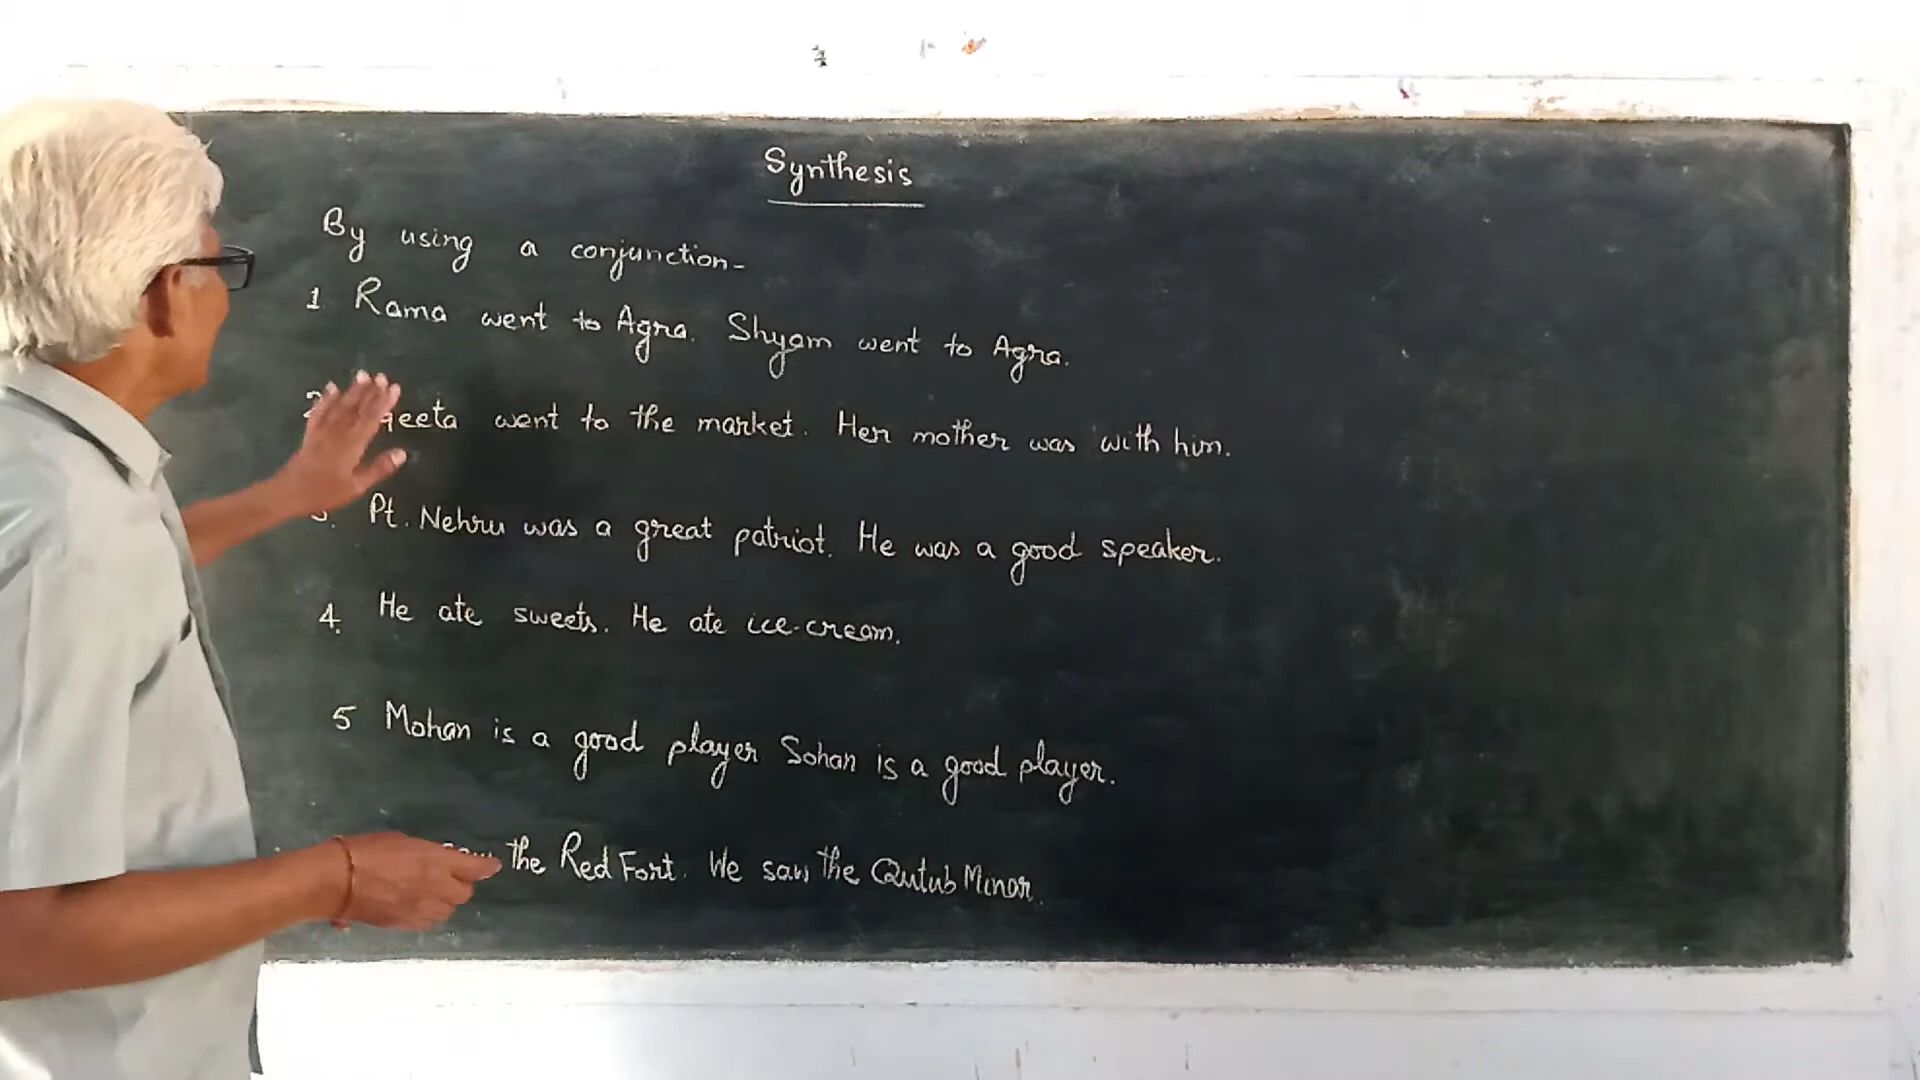 Synthesis
By using a conjunction-
1. Rama went to Agra. Shyam went to Agra.
went to the market. Her mother was with him.
3. Pt. Nehru was a great patriot. He was a good speaker.
4. He ate sweets. He ate ice-cream.
5 Mohan is a good player Sohan is a good player.
the Red Fort. We saw the Qutub Minar.